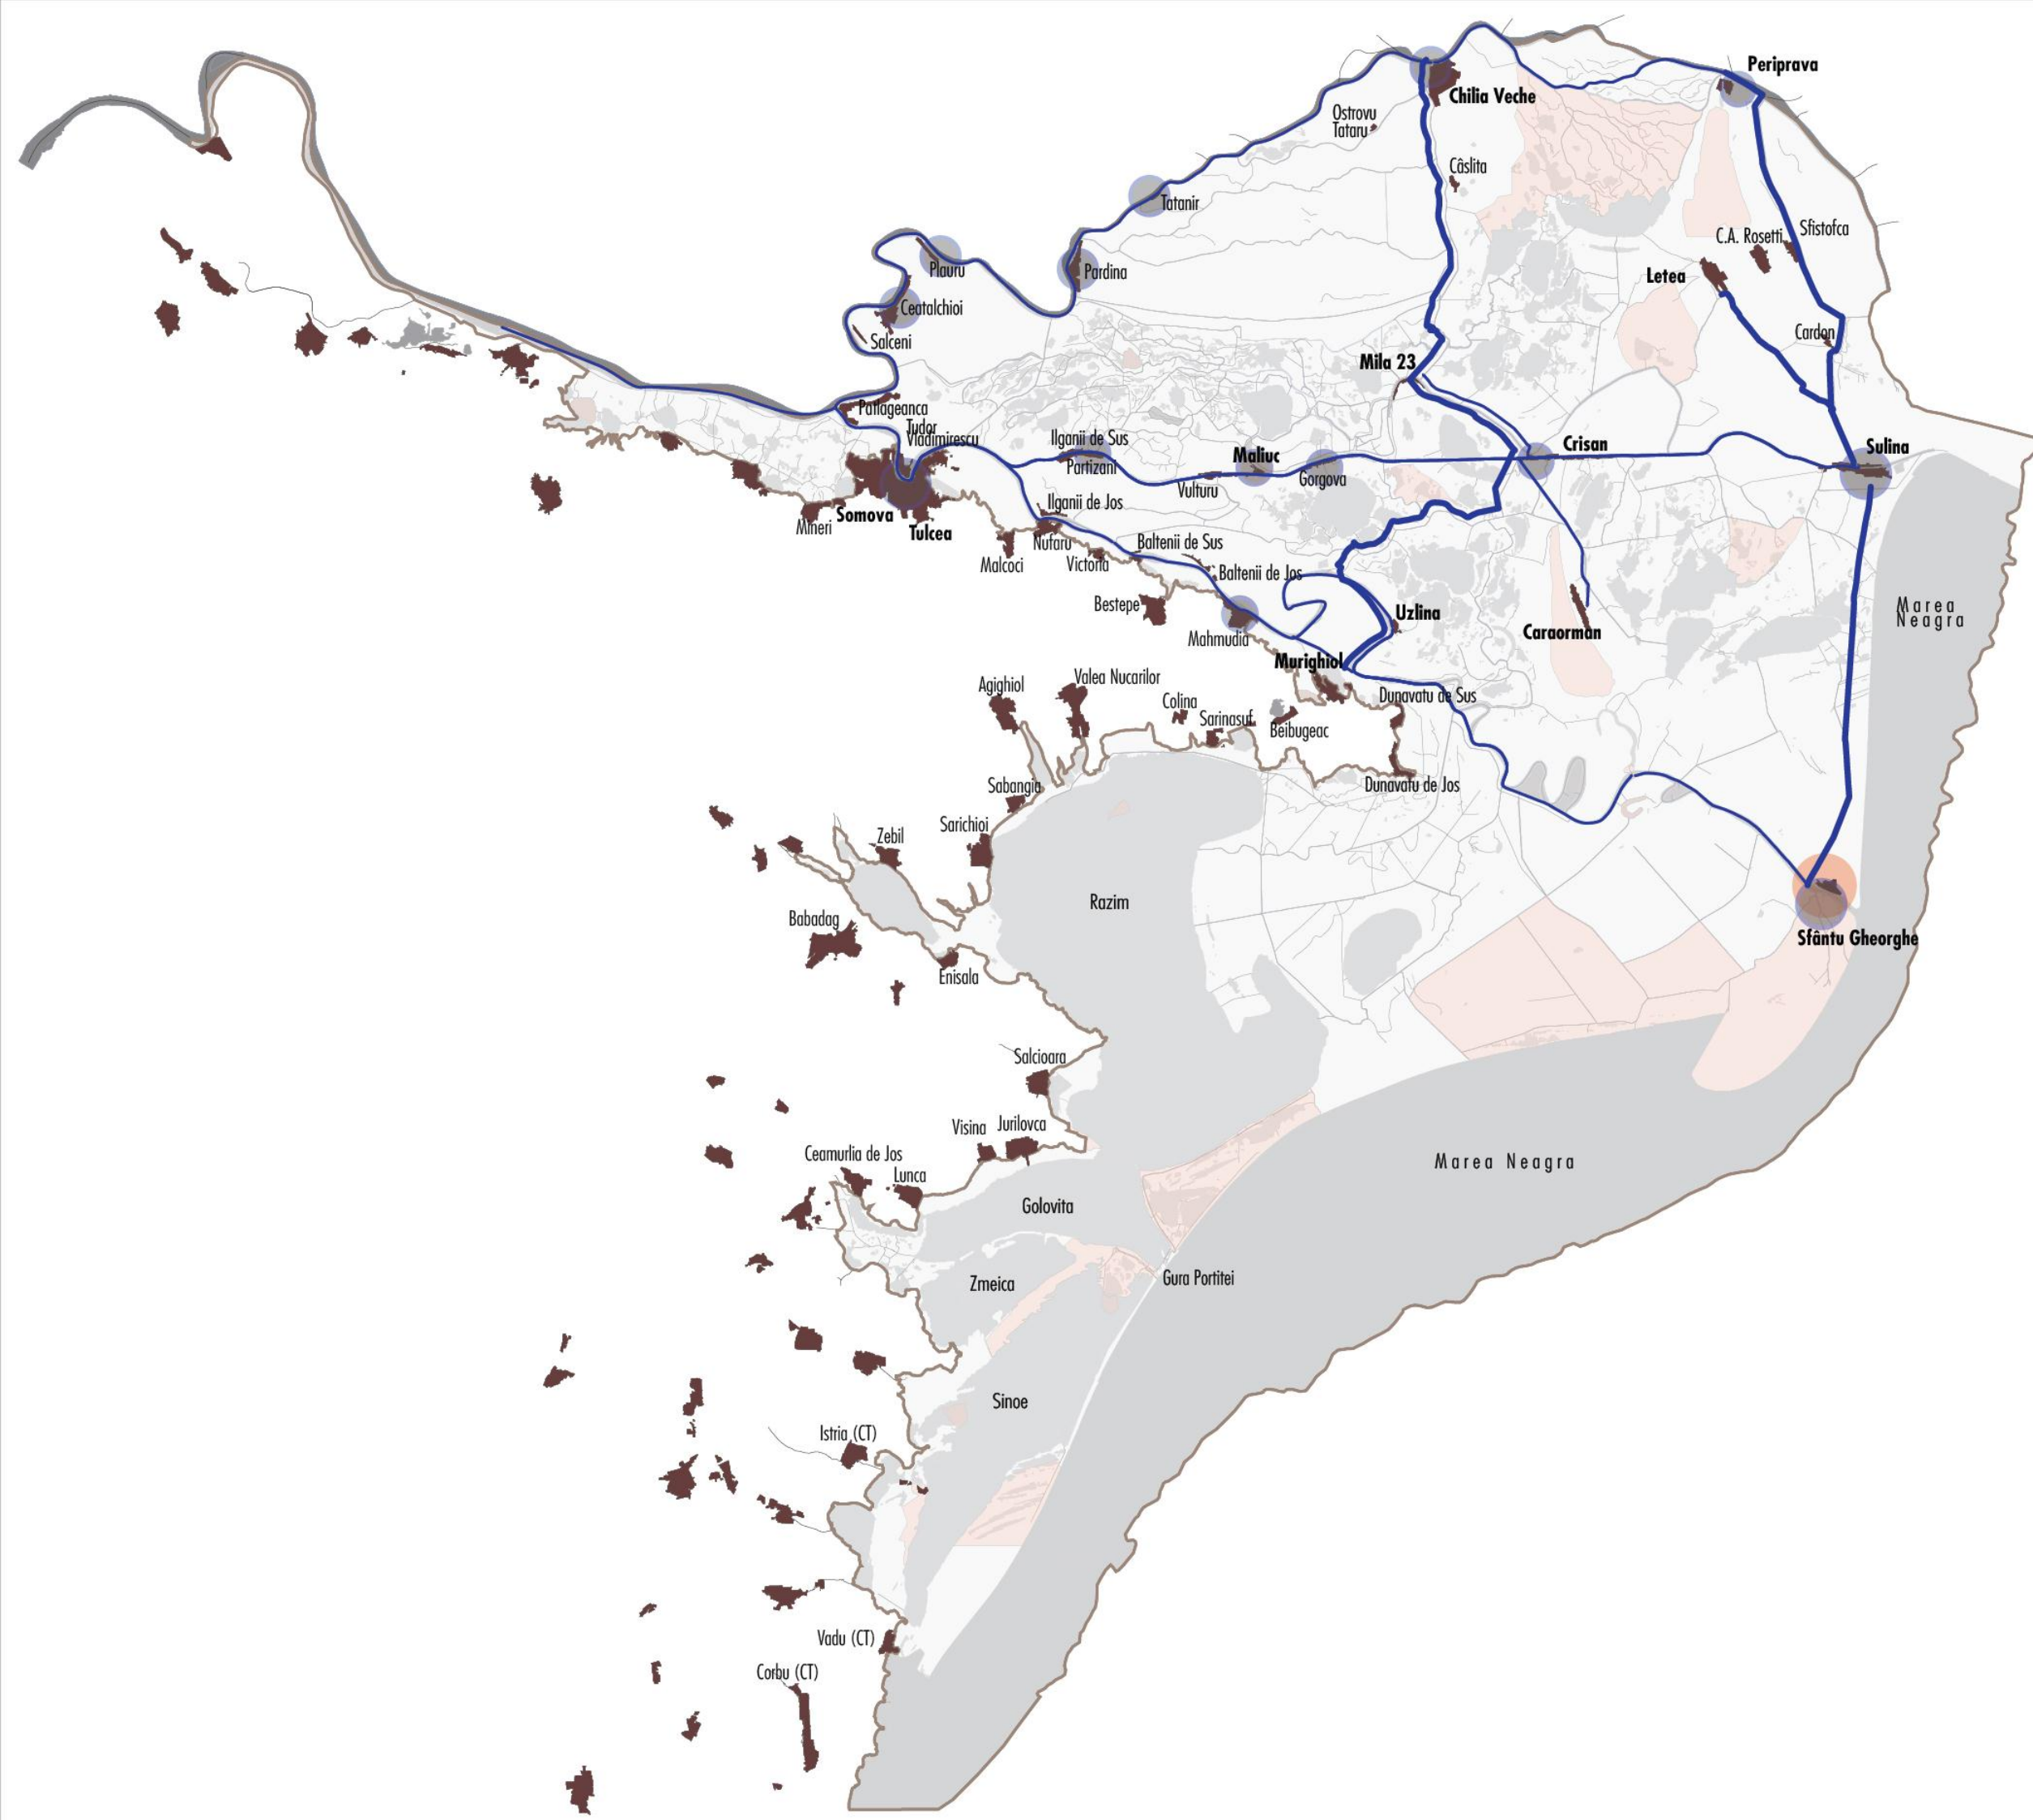 Periprava
Chilia Veche
Ostrovu
Tataru
Câslita
Tatanir
Sfistofca
C.A. Rosetti
Letea
Plauru
Pardina
Ceatalchioi
Salceni
Cardon
Mila 23
Patlageanca
Tudor
Vladimirescu
Ilganii de Sus
Partizani
Maliuc
Crisan
Sulina
Gorgova
Vulturu
Ilganii de Jos
Somova
Mineri
Tulcea
Nufaru
Malcoci
Victoria
Baltenii de Sus
Baltenii de Jos
Bestepe
Uzlina
Marea
Neagra
Mahmudia
Caraorman
Murighiol
Agighiol
Valea Nucarilor
Colina
Sarinasuf
Beibugeac
Dunavatu de Sus
Dunavatu de Jos
Sabangia
Sarichioi
Zebil
Razim
Babadag
Sfântu Gheorghe
Enisala
Salcioara
Visina
Jurilovca
Ceamurlia de Jos
Lunca
Marea Neagra
Golovita
Zmeica
Gura Portitei
Sinoe
Istria (CT)
Vadu (CT)
Corbu (CT)